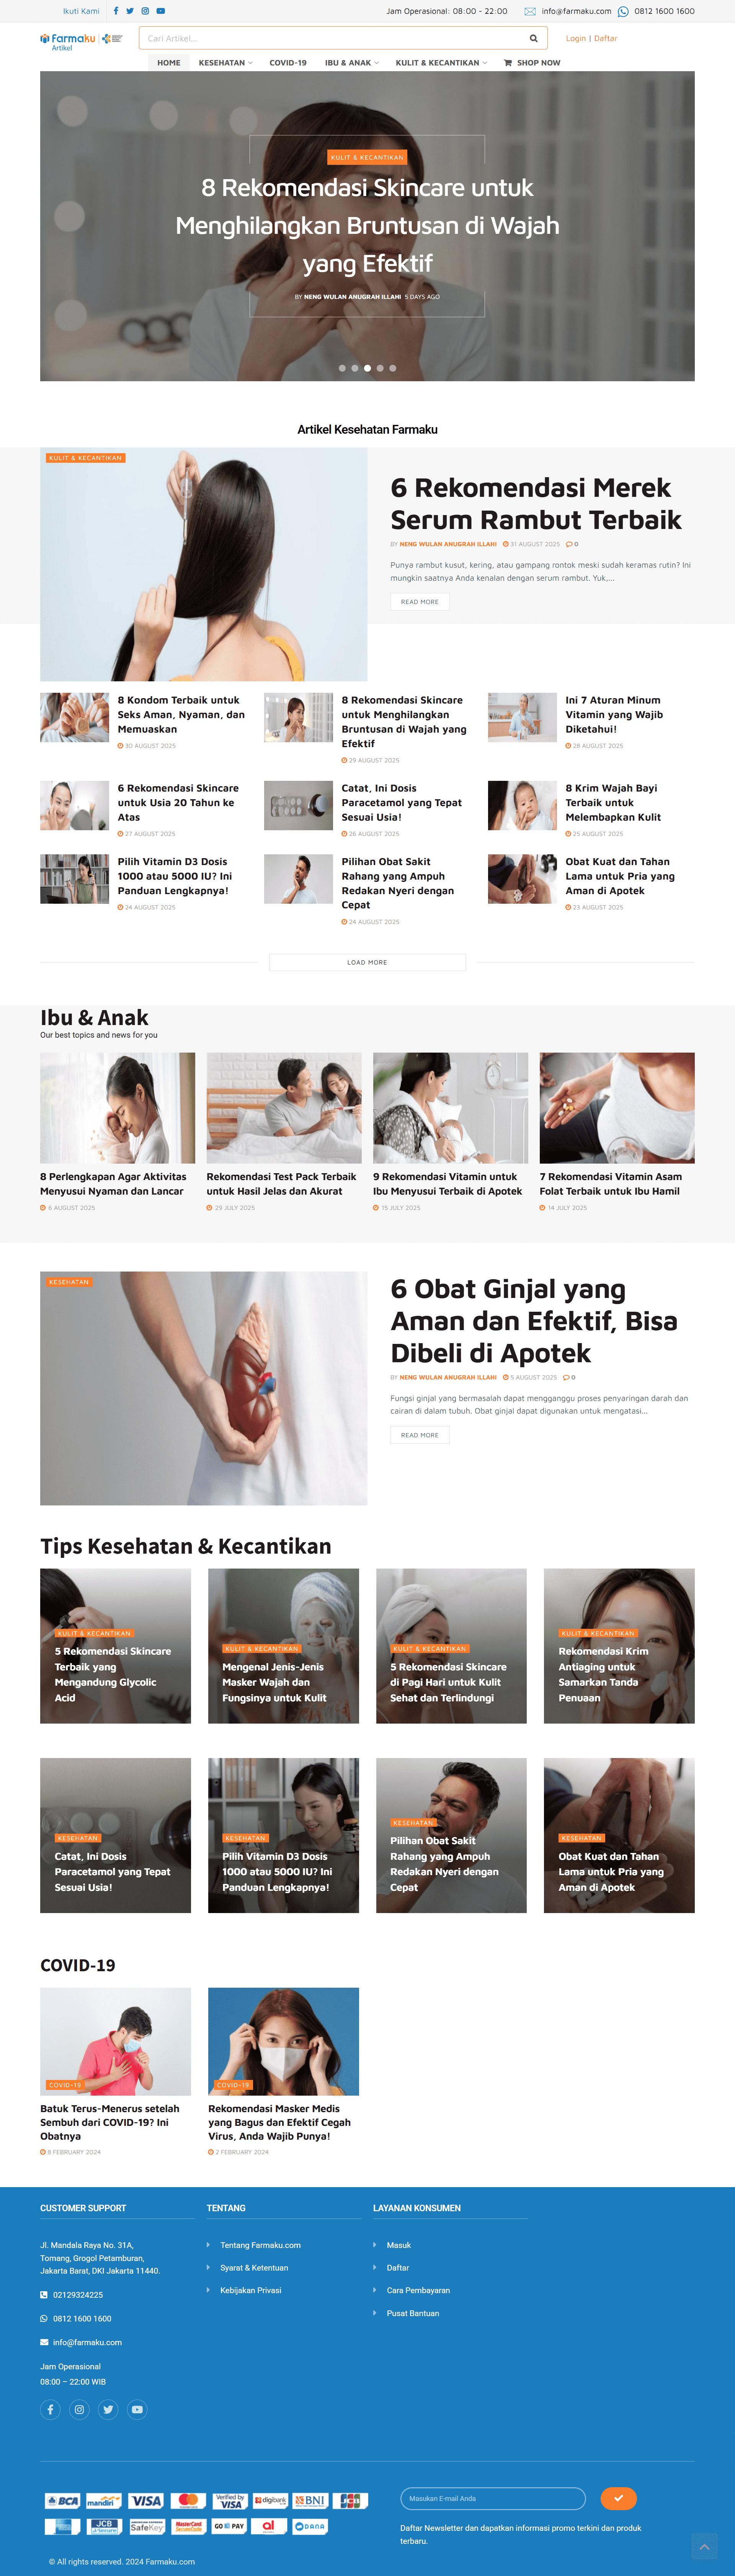 Ikuti Kami
Jam Operasional: 08:00 - 22:00
info@farmaku.com
0812 1600 1600
Farmaku
Artikel
Cari Artikel...
Login | Daftar
HOME
KESEHATAN
COVID-19
IBU & ANAK
KULIT & KECANTIKAN
SHOP NOW
KULIT & KECANTIKAN
8 Rekomendasi Skincare untuk
Menghilangkan Bruntusan di Wajah
yang Efektif
BY NENG WULAN ANUGRAH ILLAHI 5 DAYS AGO
Artikel Kesehatan Farmaku
KULIT & KECANTIKAN
6 Rekomendasi Merek
Serum Rambut Terbaik
BY NENG WULAN ANUGRAH ILLAHI 31 AUGUST 2025 0
Punya rambut kusut, kering, atau gampang rontok meski sudah keramas rutin? Ini
mungkin saatnya Anda kenalan dengan serum rambut. Yuk,...
READ MORE
8 Kondom Terbaik untuk
Seks Aman, Nyaman, dan
Memuaskan
30 AUGUST 2025
8 Rekomendasi Skincare
untuk Menghilangkan
Bruntusan di Wajah yang
Efektif
29 AUGUST 2025
Ini 7 Aturan Minum
Vitamin yang Wajib
Diketahui!
28 AUGUST 2025
6 Rekomendasi Skincare
untuk Usia 20 Tahun ke
Atas
27 AUGUST 2025
Catat, Ini Dosis
Paracetamol yang Tepat
Sesuai Usia!
26 AUGUST 2025
8 Krim Wajah Bayi
Terbaik untuk
Melembapkan Kulit
25 AUGUST 2025
Pilih Vitamin D3 Dosis
1000 atau 5000 IU? Ini
Panduan Lengkapnya!
24 AUGUST 2025
Pilihan Obat Sakit
Rahang yang Ampuh
Redakan Nyeri dengan
Cepat
24 AUGUST 2025
Obat Kuat dan Tahan
Lama untuk Pria yang
Aman di Apotek
23 AUGUST 2025
LOAD MORE
Ibu & Anak
Our best topics and news for you
8 Perlengkapan Agar Aktivitas
Menyusui Nyaman dan Lancar
6 AUGUST 2025
Rekomendasi Test Pack Terbaik
untuk Hasil Jelas dan Akurat
29 JULY 2025
9 Rekomendasi Vitamin untuk
Ibu Menyusui Terbaik di Apotek
15 JULY 2025
7 Rekomendasi Vitamin Asam
Folat Terbaik untuk Ibu Hamil
14 JULY 2025
KESEHATAN
6 Obat Ginjal yang
Aman dan Efektif, Bisa
Dibeli di Apotek
BY NENG WULAN ANUGRAH ILLAHI 5 AUGUST 2025 0
Fungsi ginjal yang bermasalah dapat mengganggu proses penyaringan darah dan
cairan di dalam tubuh. Obat ginjal dapat digunakan untuk mengatasi...
READ MORE
Tips Kesehatan & Kecantikan
KULIT & KECANTIKAN
5 Rekomendasi Skincare
Terbaik yang
Mengandung Glycolic
Acid
KULIT & KECANTIKAN
Mengenal Jenis-Jenis
Masker Wajah dan
Fungsinya untuk Kulit
KULIT & KECANTIKAN
5 Rekomendasi Skincare
di Pagi Hari untuk Kulit
Sehat dan Terlindungi
KULIT & KECANTIKAN
Rekomendasi Krim
Antiaging untuk
Samarkan Tanda
Penuaan
KESEHATAN
Catat, Ini Dosis
Paracetamol yang Tepat
Sesuai Usia!
KESEHATAN
Pilih Vitamin D3 Dosis
1000 atau 5000 IU? Ini
Panduan Lengkapnya!
KESEHATAN
Pilihan Obat Sakit
Rahang yang Ampuh
Redakan Nyeri dengan
Cepat
KESEHATAN
Obat Kuat dan Tahan
Lama untuk Pria yang
Aman di Apotek
COVID-19
COVID-19
Batuk Terus-Menerus setelah
Sembuh dari COVID-19? Ini
Obatnya
8 FEBRUARY 2024
COVID-19
Rekomendasi Masker Medis
yang Bagus dan Efektif Cegah
Virus, Anda Wajib Punya!
2 FEBRUARY 2024
CUSTOMER SUPPORT
Jl. Mandala Raya No. 31A,
Tomang, Grogol Petamburan,
Jakarta Barat, DKI Jakarta 11440.
02129324225
0812 1600 1600
info@farmaku.com
Jam Operasional
08:00 – 22:00 WIB
TENTANG
Tentang Farmaku.com
Syarat & Ketentuan
Kebijakan Privasi
LAYANAN KONSUMEN
Masuk
Daftar
Cara Pembayaran
Pusat Bantuan
BCA
mandiri
VISA
mastercard
Verified by
VISA
digibank
BNI
JCB
JCB
J/Secure
SafeKey
MasterCard
SecureCode
GO PAY
al
DANA
Masukan E-mail Anda
Daftar Newsletter dan dapatkan informasi promo terkini dan produk
terbaru.
© All rights reserved. 2024 Farmaku.com